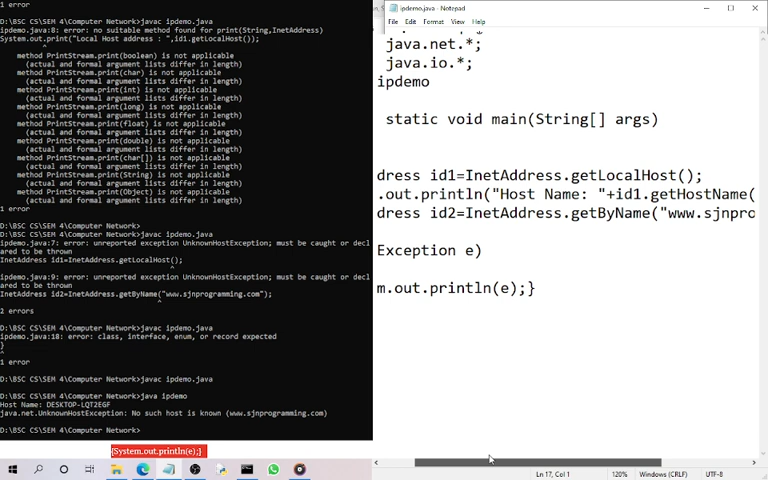 1 error
D:\BSC CS\SEM 4\Computer Network>javac ipdemo.java
ipdemo.java:8: error: no suitable method found for print(String,InetAddress)
System.out.print("Local Host address : ",id1.getLocalHost());
^
method PrintStream.print(boolean) is not applicable
(actual and formal argument lists differ in length)
method PrintStream.print(char) is not applicable
(actual and formal argument lists differ in length)
method PrintStream.print(int) is not applicable
(actual and formal argument lists differ in length)
method PrintStream.print(long) is not applicable
(actual and formal argument lists differ in length)
method PrintStream.print(float) is not applicable
(actual and formal argument lists differ in length)
method PrintStream.print(double) is not applicable
(actual and formal argument lists differ in length)
method PrintStream.print(char[]) is not applicable
(actual and formal argument lists differ in length)
method PrintStream.print(String) is not applicable
(actual and formal argument lists differ in length)
method PrintStream.print(Object) is not applicable
(actual and formal argument lists differ in length)
1 error
D:\BSC CS\SEM 4\Computer Network>
D:\BSC CS\SEM 4\Computer Network>javac ipdemo.java
ipdemo.java:7: error: unreported exception UnknownHostException; must be caught or decl
ared to be thrown
InetAddress id1=InetAddress.getLocalHost();
^
ipdemo.java:9: error: unreported exception UnknownHostException; must be caught or decl
ared to be thrown
InetAddress id2=InetAddress.getByName("www.sjnprogramming.com");
^
2 errors
D:\BSC CS\SEM 4\Computer Network>javac ipdemo.java
ipdemo.java:18: error: class, interface, enum, or record expected
}
^
1 error
D:\BSC CS\SEM 4\Computer Network>javac ipdemo.java
D:\BSC CS\SEM 4\Computer Network>java ipdemo
Host Name: DESKTOP-LQT2EGF
java.net.UnknownHostException: No such host is known (www.sjnprogramming.com)
D:\BSC CS\SEM 4\Computer Network>
{System.out.println(e);}
ipdemo.java - Notepad
File Edit Format View Help
java.net.*;
java.io.*;
ipdemo
static void main(String[] args)
dress id1=InetAddress.getLocalHost();
.out.println("Host Name: "+id1.getHostName(
dress id2=InetAddress.getByName("www.sjnpro
Exception e)
m.out.println(e);}
Ln 17, Col 1 120% Windows (CRLF) UTF-8